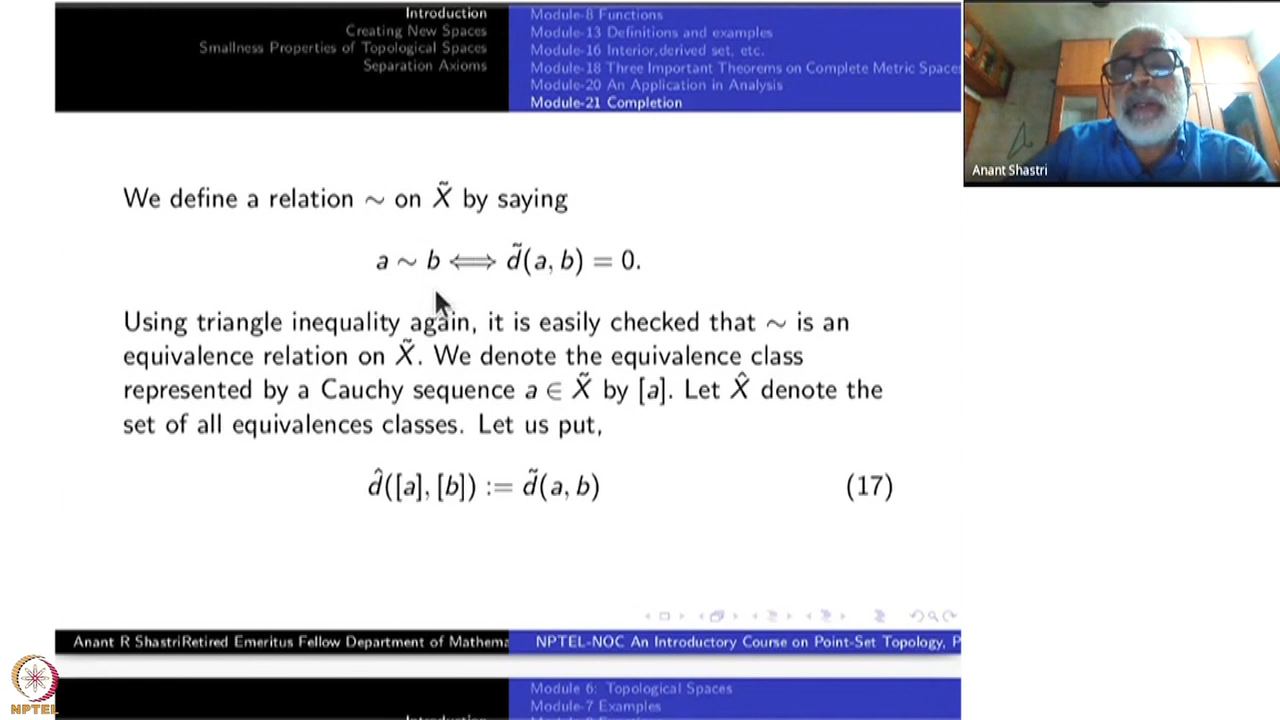 Introduction
Creating New Spaces
Smallness Properties of Topological Spaces
Separation Axioms
Module-8 Functions
Module-13 Definitions and examples
Module-16 Interior,derived set, etc.
Module-18 Three Important Theorems on Complete Metric Spaces
Module-20 An Application in Analysis
Module-21 Completion
Anant Shastri
We define a relation ∼ on X̃ by saying
a ∼ b ⟺ d̃(a, b) = 0.
Using triangle inequality again, it is easily checked that ∼ is an
equivalence relation on X̃. We denote the equivalence class
represented by a Cauchy sequence a ∈ X̃ by [a]. Let X̂ denote the
set of all equivalences classes. Let us put,
d̂([a], [b]) := d̃(a, b) (17)
Anant R ShastriRetired Emeritus Fellow Department of Mathema
NPTEL-NOC An Introductory Course on Point-Set Topology, P
NPTEL
Module 6: Topological Spaces
Module-7 Examples